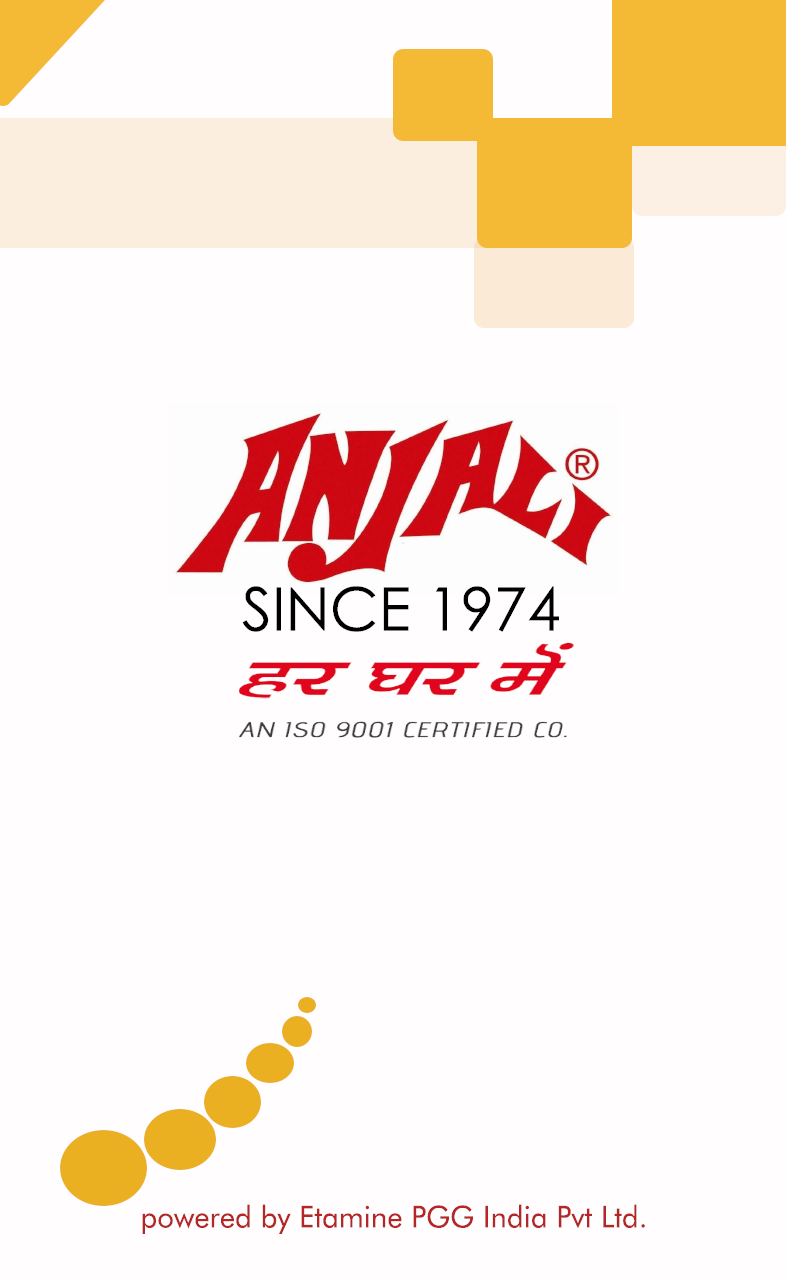 ANJALI®
SINCE 1974
हर घर में
AN ISO 9001 CERTIFIED CO.
powered by Etamine PGG India Pvt Ltd.